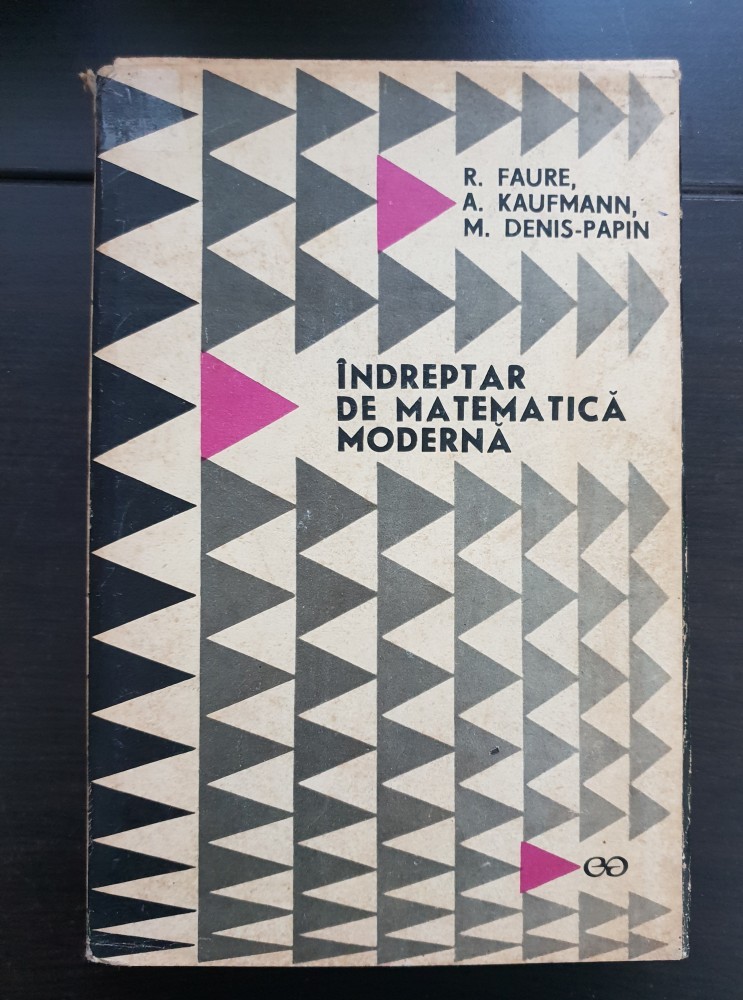 R. FAURE,
A. KAUFMANN,
M. DENIS-PAPIN
ÎNDREPTAR
DE MATEMATICĂ
MODERNĂ